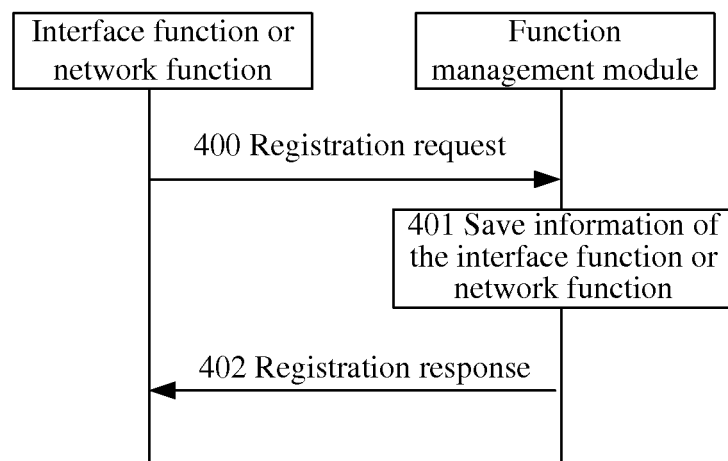 Interface function or
network function
Function
management module
400 Registration request
401 Save information of
the interface function or
network function
402 Registration response